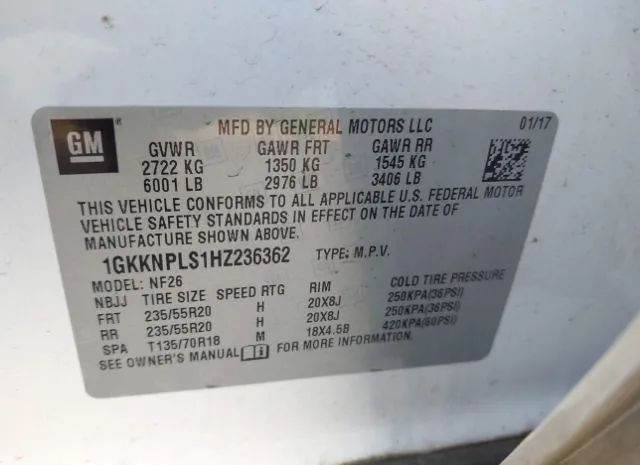 GM ®
MFD BY GENERAL MOTORS LLC 01/17
GVWR GAWR FRT GAWR RR
2722 KG 1350 KG 1545 KG
6001 LB 2976 LB 3406 LB
THIS VEHICLE CONFORMS TO ALL APPLICABLE U.S. FEDERAL MOTOR
VEHICLE SAFETY STANDARDS IN EFFECT ON THE DATE OF
MANUFACTURE SHOWN ABOVE.
1GKKNPLS1HZ236362 TYPE: M.P.V.
MODEL: NF26
NBJJ TIRE SIZE SPEED RTG RIM COLD TIRE PRESSURE
FRT 235/55R20 H 20X8J 250KPA(36PSI)
RR 235/55R20 H 20X8J 250KPA(36PSI)
SPA T135/70R18 M 18X4.5B 420KPA(60PSI)
SEE OWNER'S MANUAL FOR MORE INFORMATION.